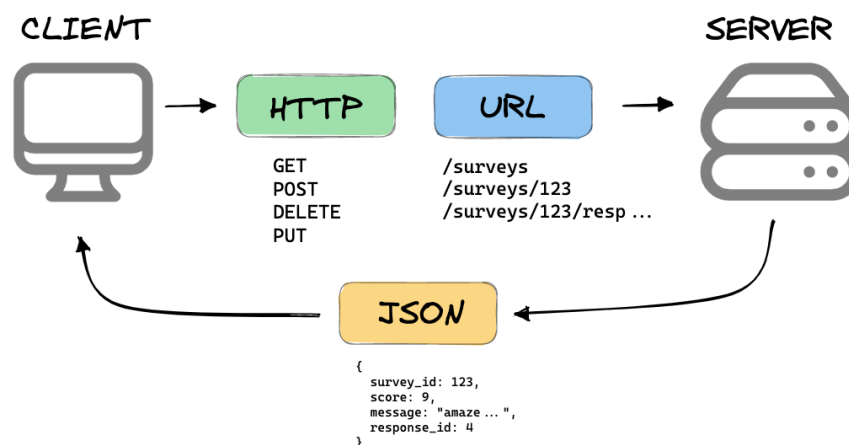 CLIENT
SERVER
HTTP
URL
GET
POST
DELETE
PUT
/surveys
/surveys/123
/surveys/123/resp...
JSON
{
survey_id: 123,
score: 9,
message: "amaze...",
response_id: 4
}